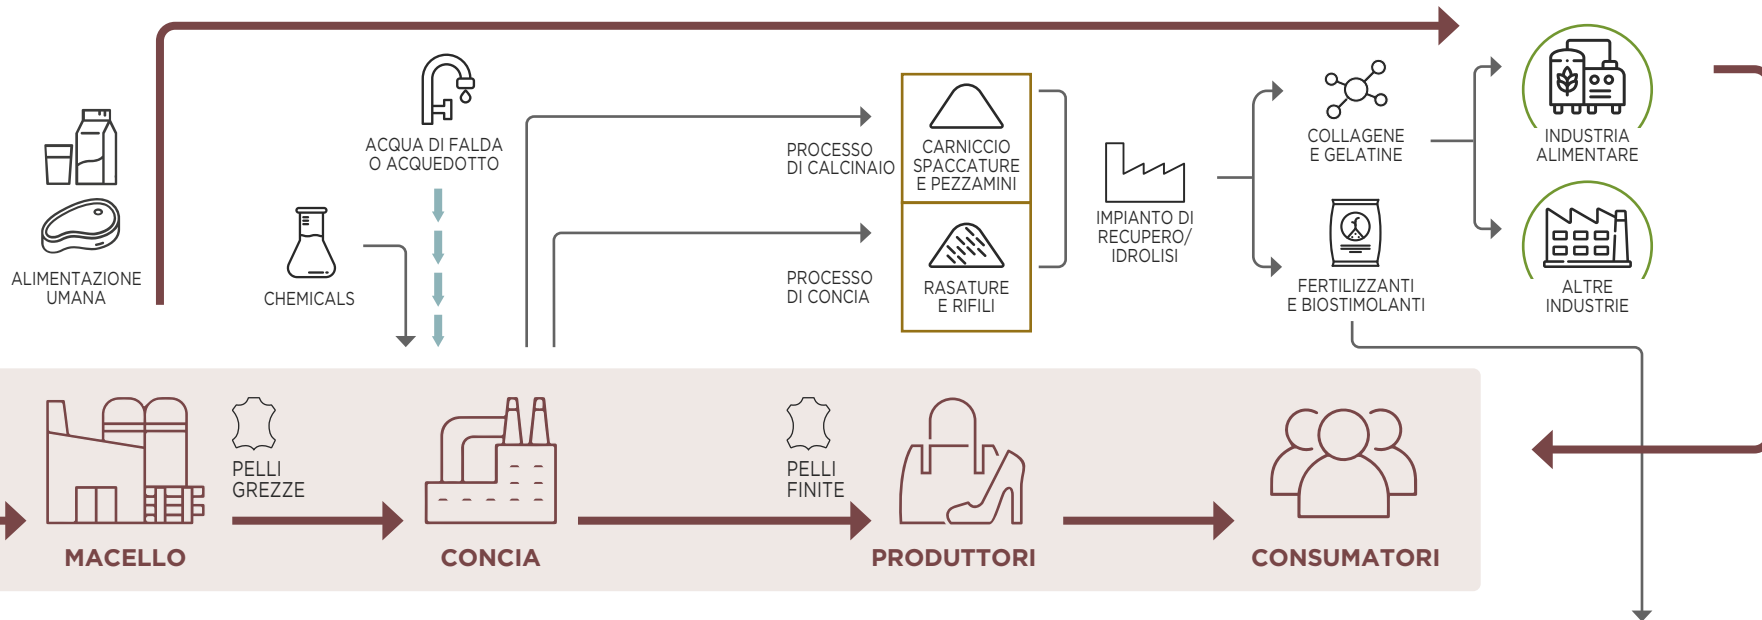 ACQUA DI FALDA
O ACQUEDOTTO
ALIMENTAZIONE
UMANA
CHEMICALS
PROCESSO
DI CALCINAIO
CARNICCIO
SPACCATURE
E PEZZAMINI
PROCESSO
DI CONCIA
RASATURE
E RIFILI
IMPIANTO DI
RECUPERO/
IDROLISI
COLLAGENE
E GELATINE
FERTILIZZANTI
E BIOSTIMOLANTI
INDUSTRIA
ALIMENTARE
ALTRE
INDUSTRIE
MACELLO
PELLI
GREZZE
CONCIA
PELLI
FINITE
PRODUTTORI
CONSUMATORI